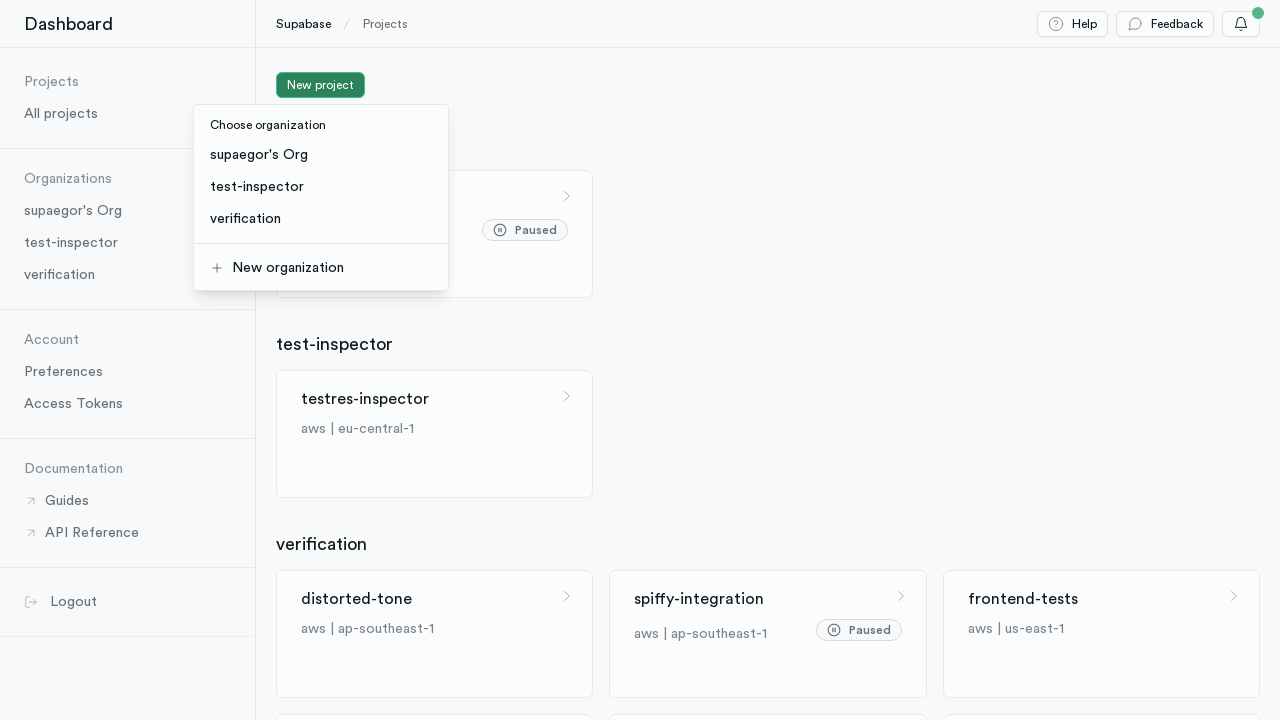 Dashboard
Supabase
Projects
Help
Feedback
Projects
All projects
Organizations
supaegor's Org
test-inspector
verification
Account
Preferences
Access Tokens
Documentation
Guides
API Reference
Logout
New project
Choose organization
supaegor's Org
test-inspector
verification
New organization
Paused
test-inspector
testres-inspector
aws | eu-central-1
verification
distorted-tone
aws | ap-southeast-1
spiffy-integration
aws | ap-southeast-1
Paused
frontend-tests
aws | us-east-1